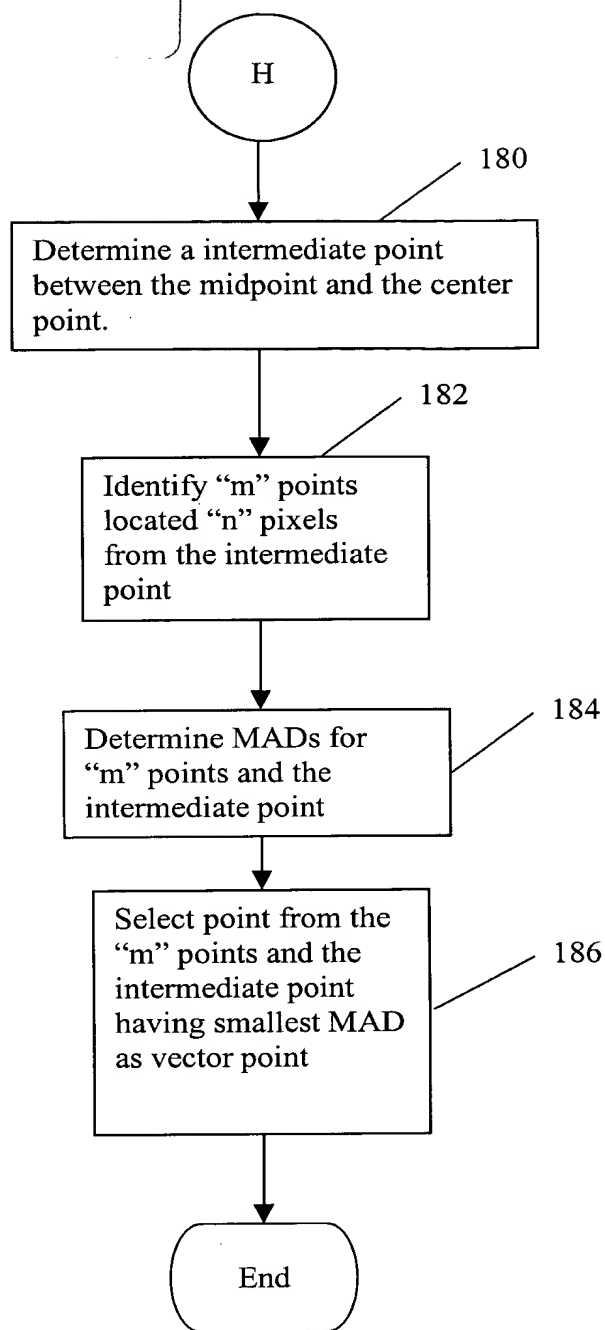 H
180
Determine a intermediate point
between the midpoint and the center
point.
182
Identify “m” points
located “n” pixels
from the intermediate
point
184
Determine MADs for
“m” points and the
intermediate point
Select point from the
“m” points and the
intermediate point
having smallest MAD
as vector point
186
End